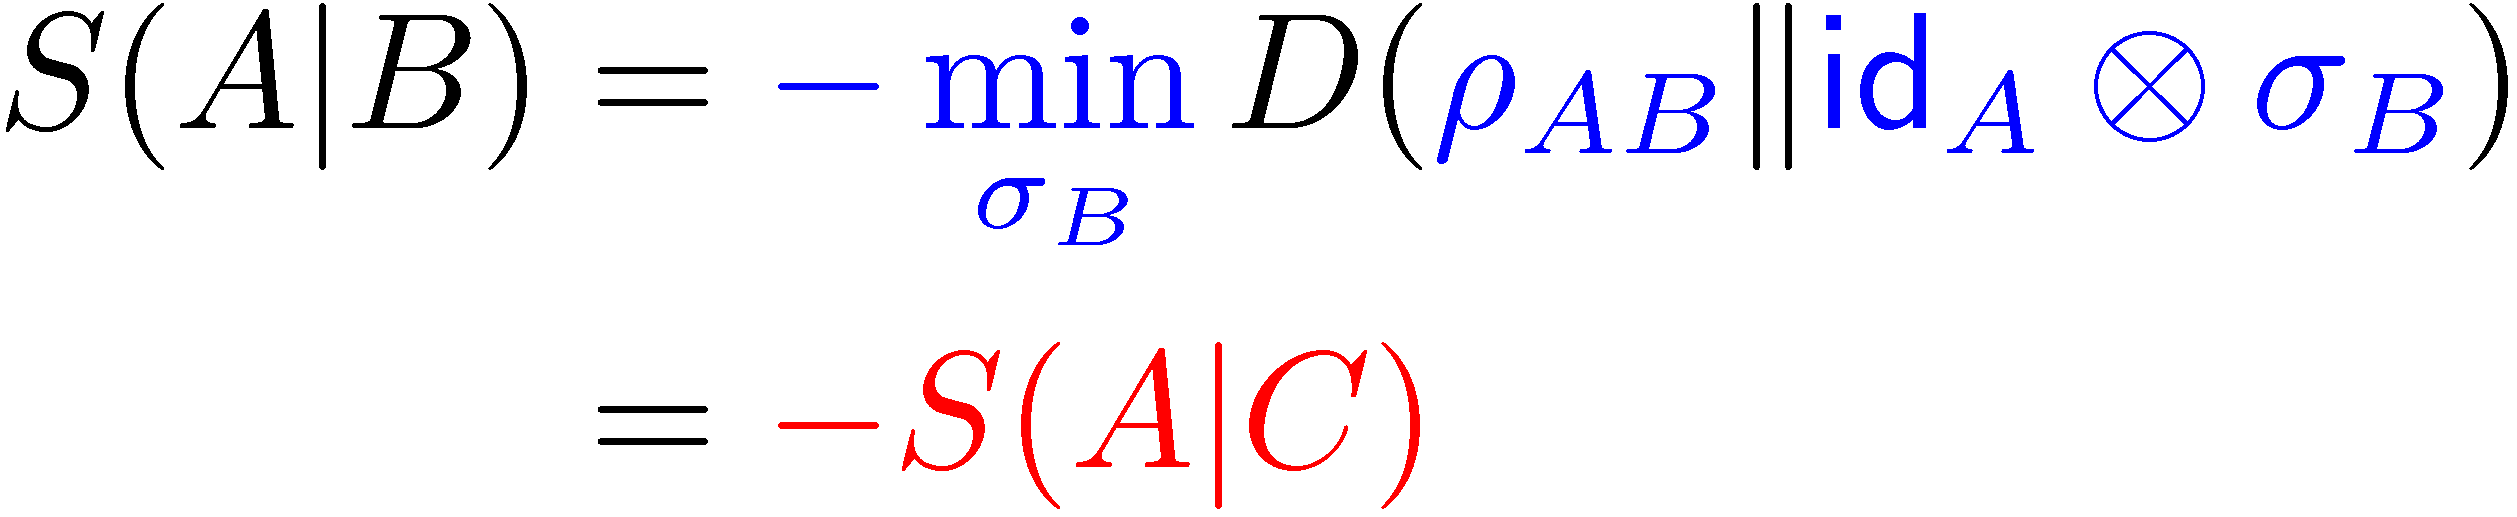 S(A|B) = − min_{σ_B} D(ρ_{AB}‖id_A ⊗ σ_B)
= −S(A|C)